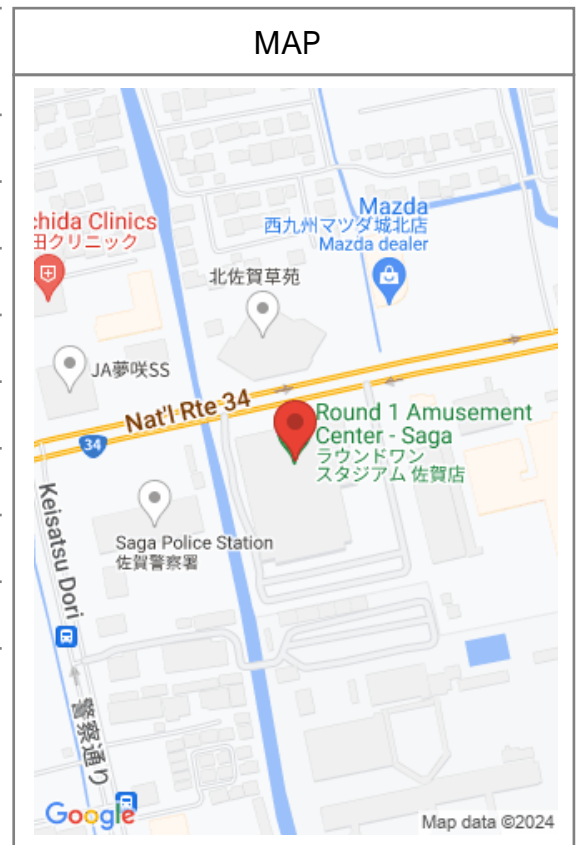 MAP
chida Clinics
田クリニック
Mazda
西九州マツダ城北店
Mazda dealer
北佐賀草苑
JA夢咲SS
Nat'l Rte 34
34
Round 1 Amusement
Center - Saga
ラウンドワン
スタジアム 佐賀店
Keisatsu Dori
Saga Police Station
佐賀警察署
警察通り
Google
Map data ©2024